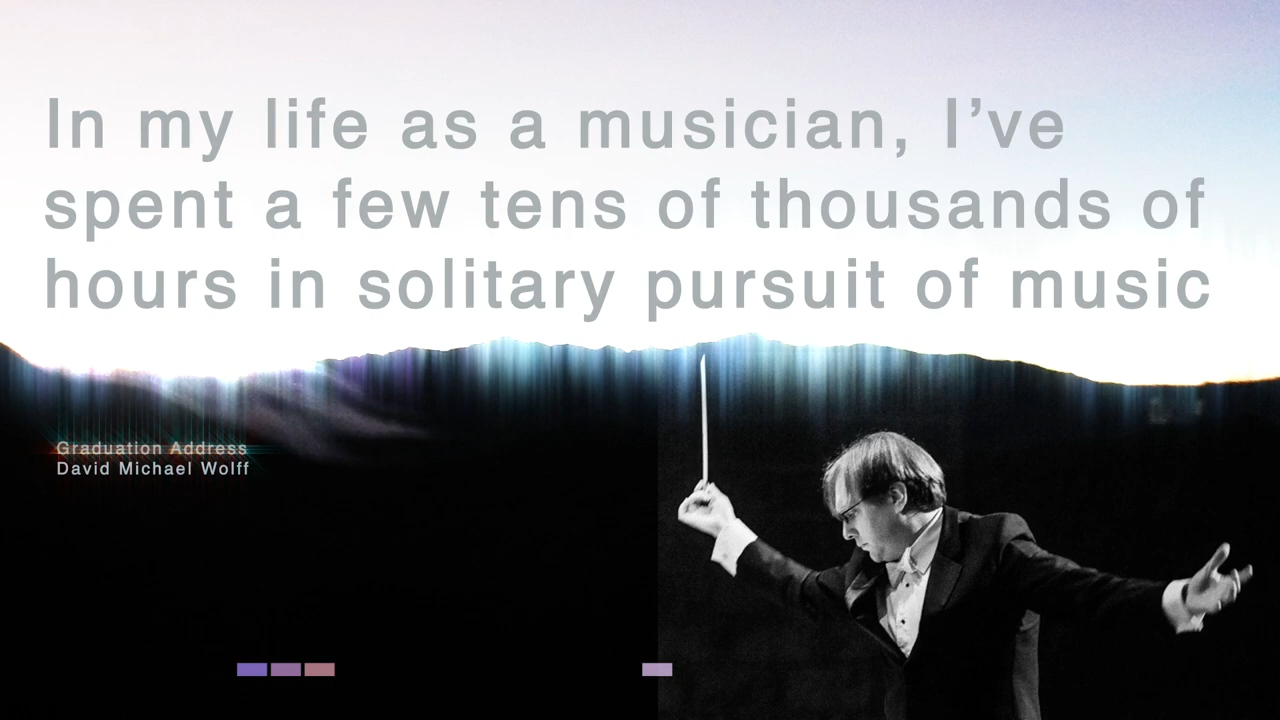 In my life as a musician, I’ve
spent a few tens of thousands of
hours in solitary pursuit of music
Graduation Address
David Michael Wolff